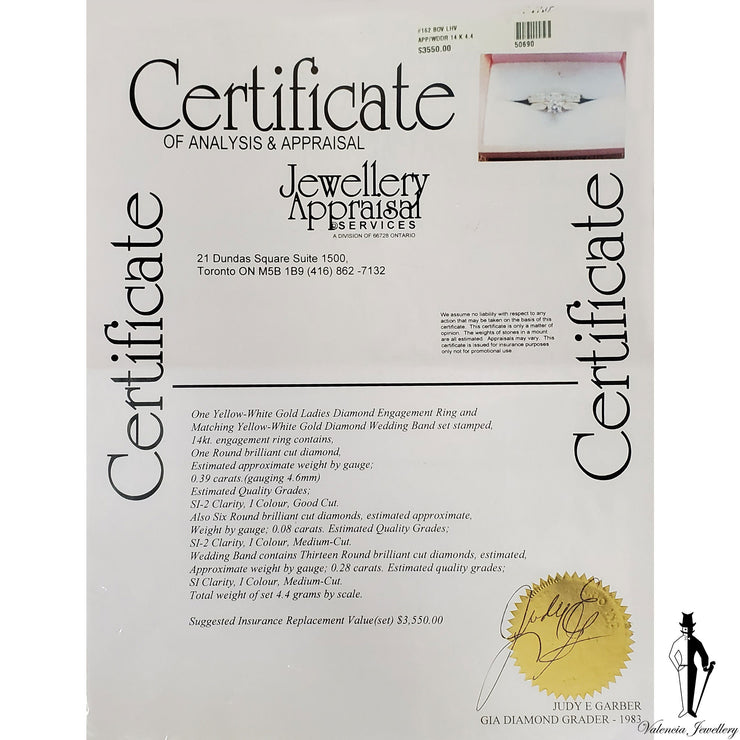 #162 BOV LHV
APP/WDDR 14 K 4.4
$3550.00
50690
Certificate
OF ANALYSIS & APPRAISAL
Jewellery
Appraisal
SERVICES
A DIVISION OF 66728 ONTARIO
21 Dundas Square Suite 1500,
Toronto ON M5B 1B9 (416) 862 -7132
Certificate
Certificate
We assume no liability with respect to any
action that may be taken on the basis of this
certificate. This certificate is only a matter of
opinion. The weights of stones in a mount
are all estimated. Appraisals may vary. This
certificate is issued for insurance purposes
only not for promotional use
One Yellow-White Gold Ladies Diamond Engagement Ring and
Matching Yellow-White Gold Diamond Wedding Band set stamped,
14kt. engagement ring contains,
One Round brilliant cut diamond,
Estimated approximate weight by gauge;
0.39 carats.(gauging 4.6mm)
Estimated Quality Grades;
SI-2 Clarity, I Colour, Good Cut.
Also Six Round brilliant cut diamonds, estimated approximate,
Weight by gauge; 0.08 carats. Estimated Quality Grades;
SI-2 Clarity, I Colour, Medium-Cut.
Wedding Band contains Thirteen Round brilliant cut diamonds, estimated,
Approximate weight by gauge; 0.28 carats. Estimated quality grades;
SI Clarity, I Colour, Medium-Cut.
Total weight of set 4.4 grams by scale.
Suggested Insurance Replacement Value(set) $3,550.00
JUDY E GARBER
GIA DIAMOND GRADER - 1983
Valencia Jewellery